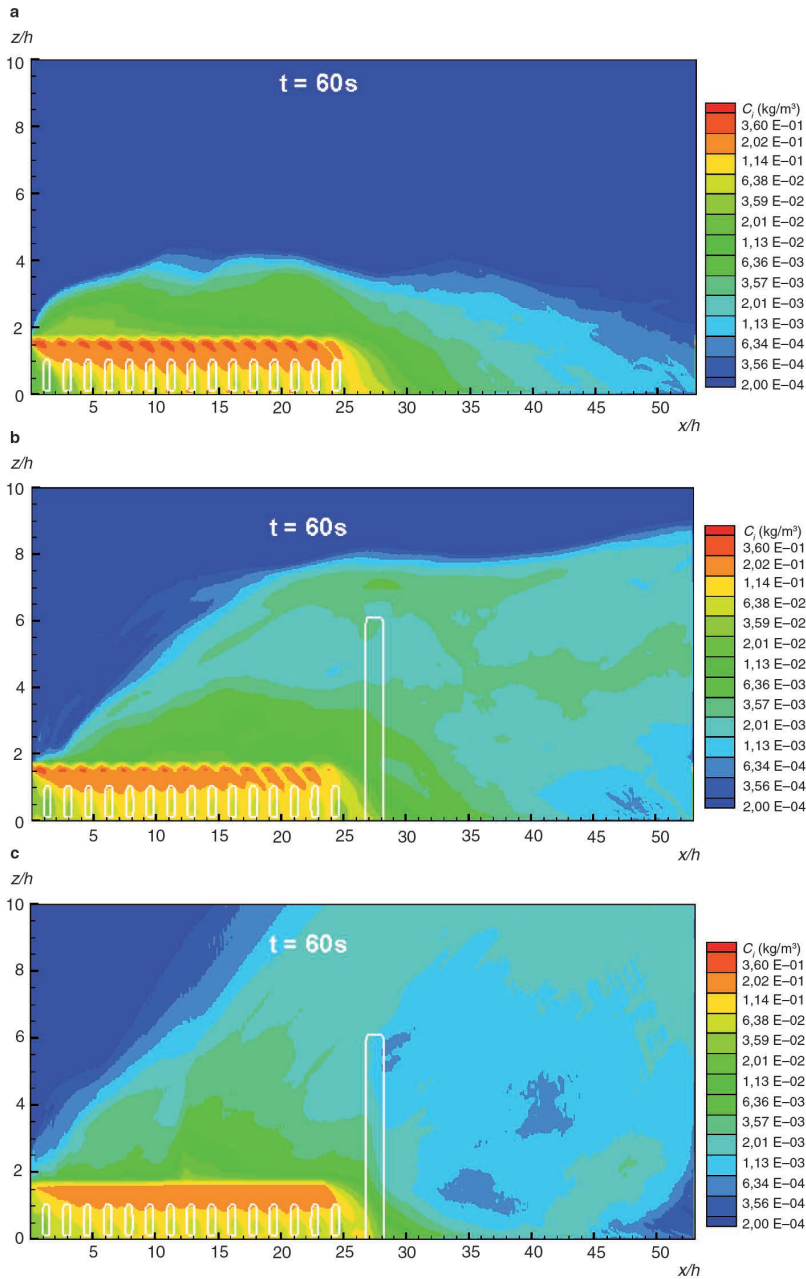 a
z/h
10
8
6
4
2
0
t = 60s
5 10 15 20 25 30 35 40 45 50
x/h
C_i (kg/m³)
3,60 E–01
2,02 E–01
1,14 E–01
6,38 E–02
3,59 E–02
2,01 E–02
1,13 E–02
6,36 E–03
3,57 E–03
2,01 E–03
1,13 E–03
6,34 E–04
3,56 E–04
2,00 E–04
b
z/h
10
8
6
4
2
0
t = 60s
5 10 15 20 25 30 35 40 45 50
x/h
C_i (kg/m³)
3,60 E–01
2,02 E–01
1,14 E–01
6,38 E–02
3,59 E–02
2,01 E–02
1,13 E–02
6,36 E–03
3,57 E–03
2,01 E–03
1,13 E–03
6,34 E–04
3,56 E–04
2,00 E–04
c
z/h
10
8
6
4
2
0
t = 60s
5 10 15 20 25 30 35 40 45 50
x/h
C_i (kg/m³)
3,60 E–01
2,02 E–01
1,14 E–01
6,38 E–02
3,59 E–02
2,01 E–02
1,13 E–02
6,36 E–03
3,57 E–03
2,01 E–03
1,13 E–03
6,34 E–04
3,56 E–04
2,00 E–04